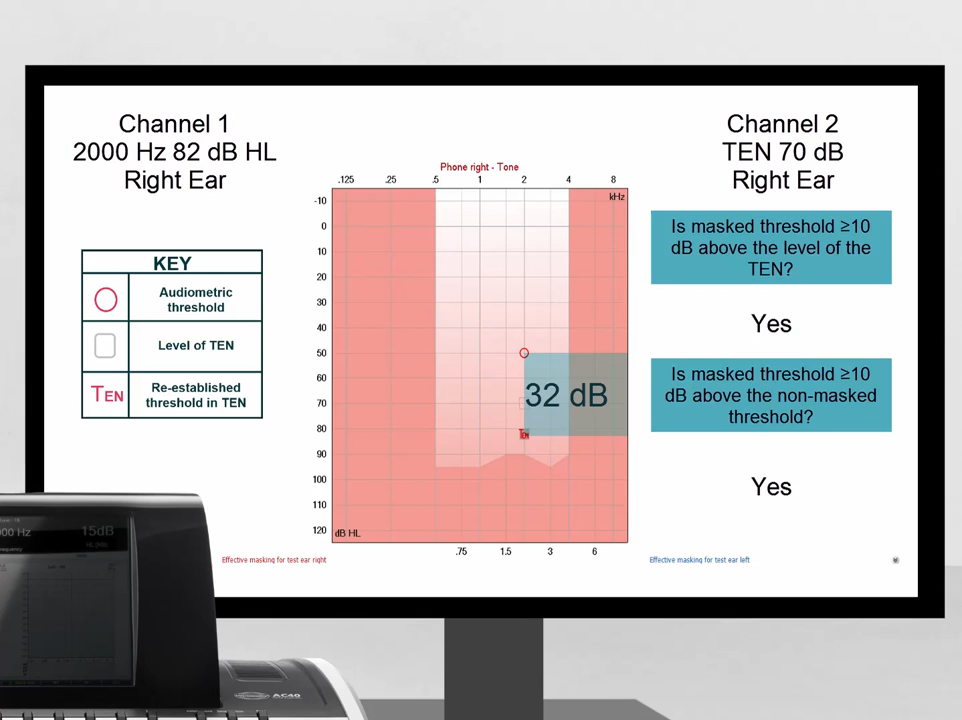 Channel 1
2000 Hz 82 dB HL
Right Ear
Channel 2
TEN 70 dB
Right Ear
Phone right - Tone
.125 .25 .5 1 2 4 8
kHz
-10
0
10
20
30
40
50
60
70
80
90
100
110
120
dB HL
.75 1.5 3 6
32 dB
TEN
KEY
Audiometric
threshold
Level of TEN
TEN
Re-established
threshold in TEN
Is masked threshold ≥10
dB above the level of the
TEN?
Yes
Is masked threshold ≥10
dB above the non-masked
threshold?
Yes
Effective masking for test ear right
Effective masking for test ear left
000 Hz
15dB
AC40